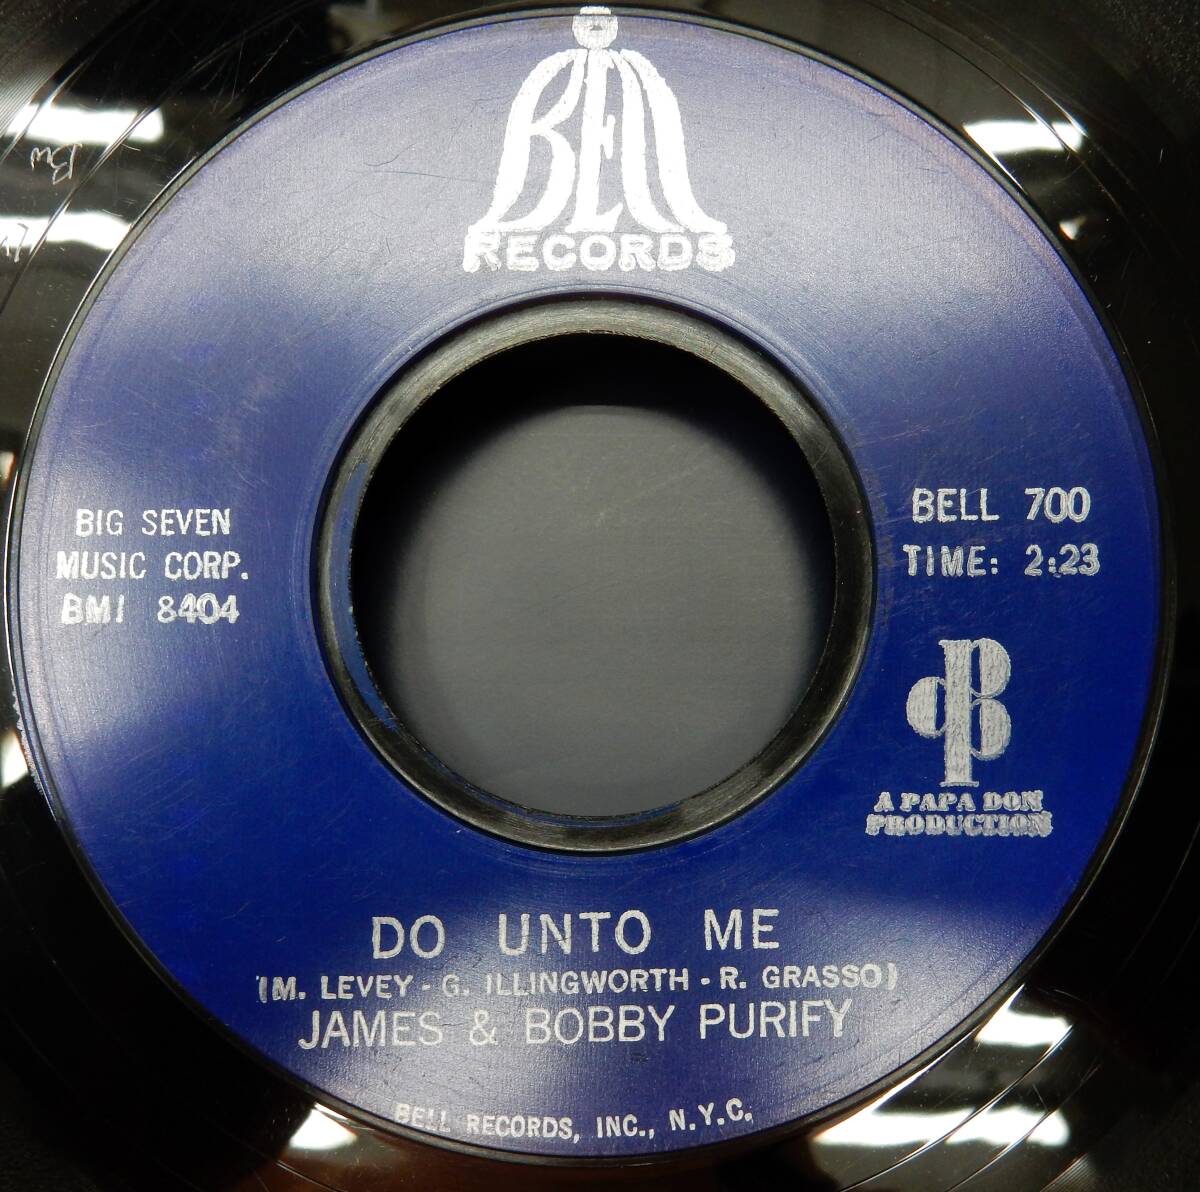 BELL
RECORDS
BIG SEVEN
MUSIC CORP.
BMI 8404
BELL 700
TIME: 2:23
A PAPA DON
PRODUCTION
DO UNTO ME
(M. LEVEY - G. ILLINGWORTH - R. GRASSO)
JAMES & BOBBY PURIFY
BELL RECORDS, INC., N.Y.C.